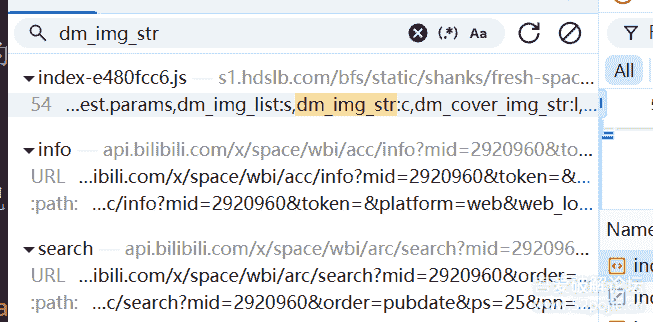 dm_img_str
(.*)
Aa
All
index-e480fcc6.js — s1.hdslb.com/bfs/static/shanks/fresh-spac...
54 ...est.params,dm_img_list:s,dm_img_str:c,dm_cover_img_str:l,...
info — api.bilibili.com/x/space/wbi/acc/info?mid=2920960&to...
URL ...ibili.com/x/space/wbi/acc/info?mid=2920960&token=&...
:path: ...c/info?mid=2920960&token=&platform=web&web_lo...
Name
search — api.bilibili.com/x/space/wbi/arc/search?mid=292096...
URL ...ibili.com/x/space/wbi/arc/search?mid=2920960&order=...
:path: ...c/search?mid=2920960&order=pubdate&ps=25&pn=...